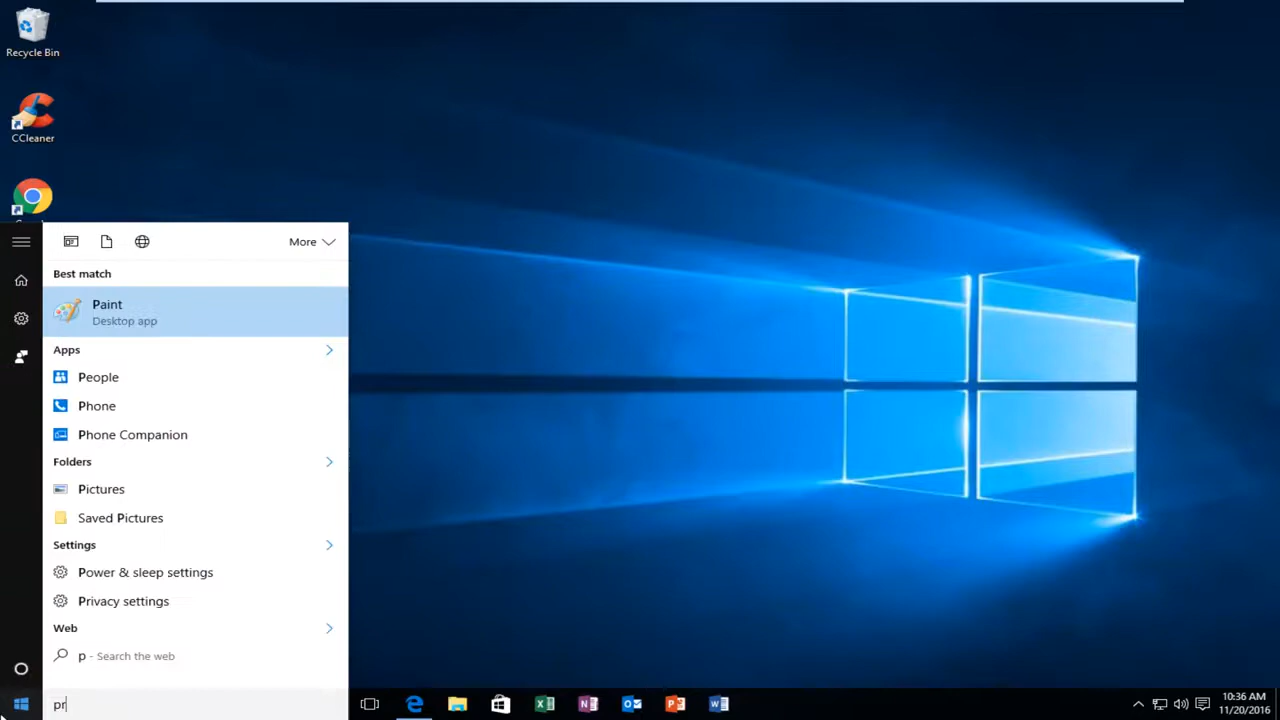 Recycle Bin
CCleaner
More
Best match
Paint
Desktop app
Apps
People
Phone
Phone Companion
Folders
Pictures
Saved Pictures
Settings
Power & sleep settings
Privacy settings
Web
p - Search the web
pr
10:36 AM
11/20/2016